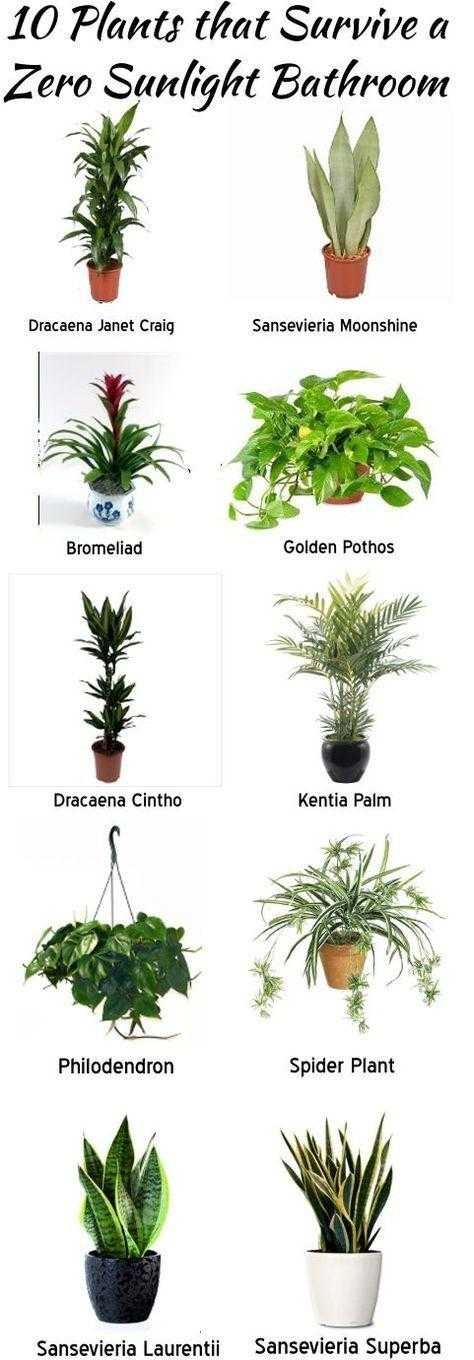 10 Plants that Survive a
Zero Sunlight Bathroom
Dracaena Janet Craig
Sansevieria Moonshine
Bromeliad
Golden Pothos
Dracaena Cintho
Kentia Palm
Philodendron
Spider Plant
Sansevieria Laurentii
Sansevieria Superba